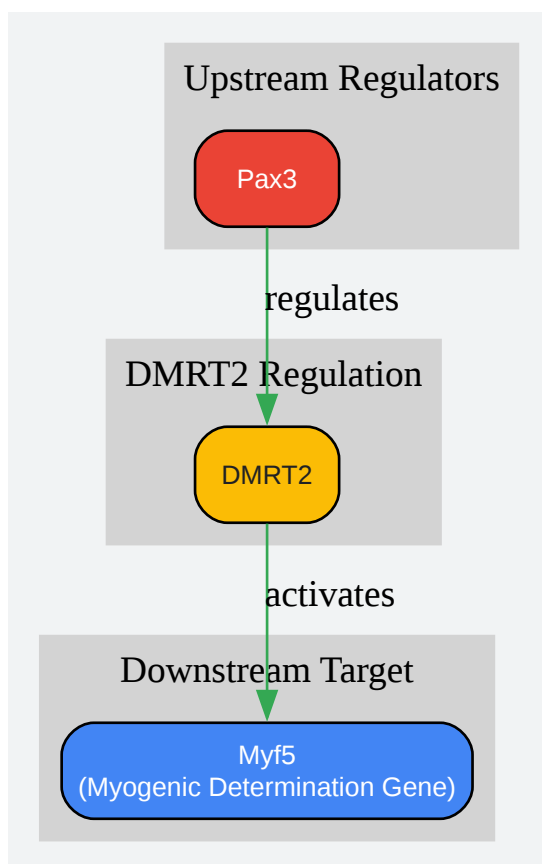 Upstream Regulators
Pax3
regulates
DMRT2 Regulation
DMRT2
activates
Downstream Target
Myf5
(Myogenic Determination Gene)